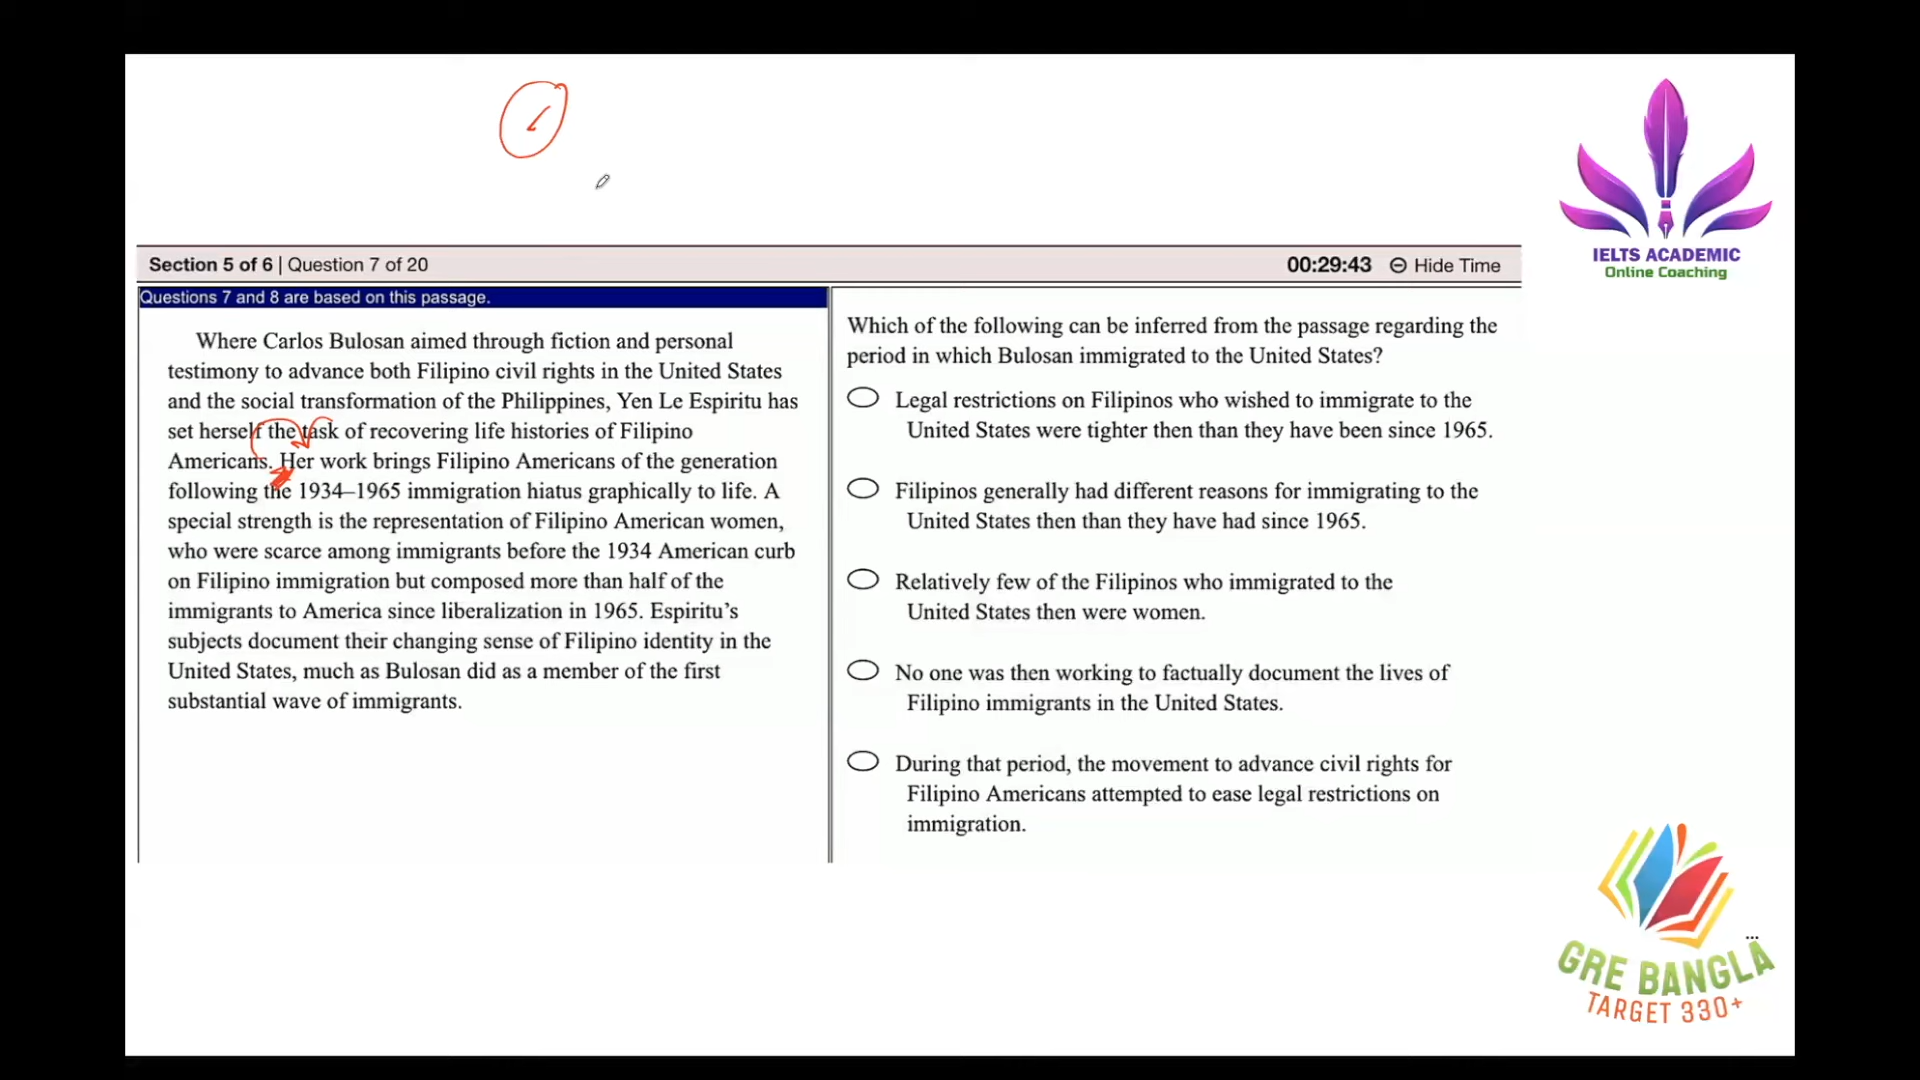 Section 5 of 6 | Question 7 of 20
00:29:43 Hide Time
Questions 7 and 8 are based on this passage.
Where Carlos Bulosan aimed through fiction and personal
testimony to advance both Filipino civil rights in the United States
and the social transformation of the Philippines, Yen Le Espiritu has
set herself the task of recovering life histories of Filipino
Americans. Her work brings Filipino Americans of the generation
following the 1934–1965 immigration hiatus graphically to life. A
special strength is the representation of Filipino American women,
who were scarce among immigrants before the 1934 American curb
on Filipino immigration but composed more than half of the
immigrants to America since liberalization in 1965. Espiritu’s
subjects document their changing sense of Filipino identity in the
United States, much as Bulosan did as a member of the first
substantial wave of immigrants.
Which of the following can be inferred from the passage regarding the
period in which Bulosan immigrated to the United States?
Legal restrictions on Filipinos who wished to immigrate to the
United States were tighter then than they have been since 1965.
Filipinos generally had different reasons for immigrating to the
United States then than they have had since 1965.
Relatively few of the Filipinos who immigrated to the
United States then were women.
No one was then working to factually document the lives of
Filipino immigrants in the United States.
During that period, the movement to advance civil rights for
Filipino Americans attempted to ease legal restrictions on
immigration.
IELTS ACADEMIC
Online Coaching
...
GRE BANGLA
TARGET 330+